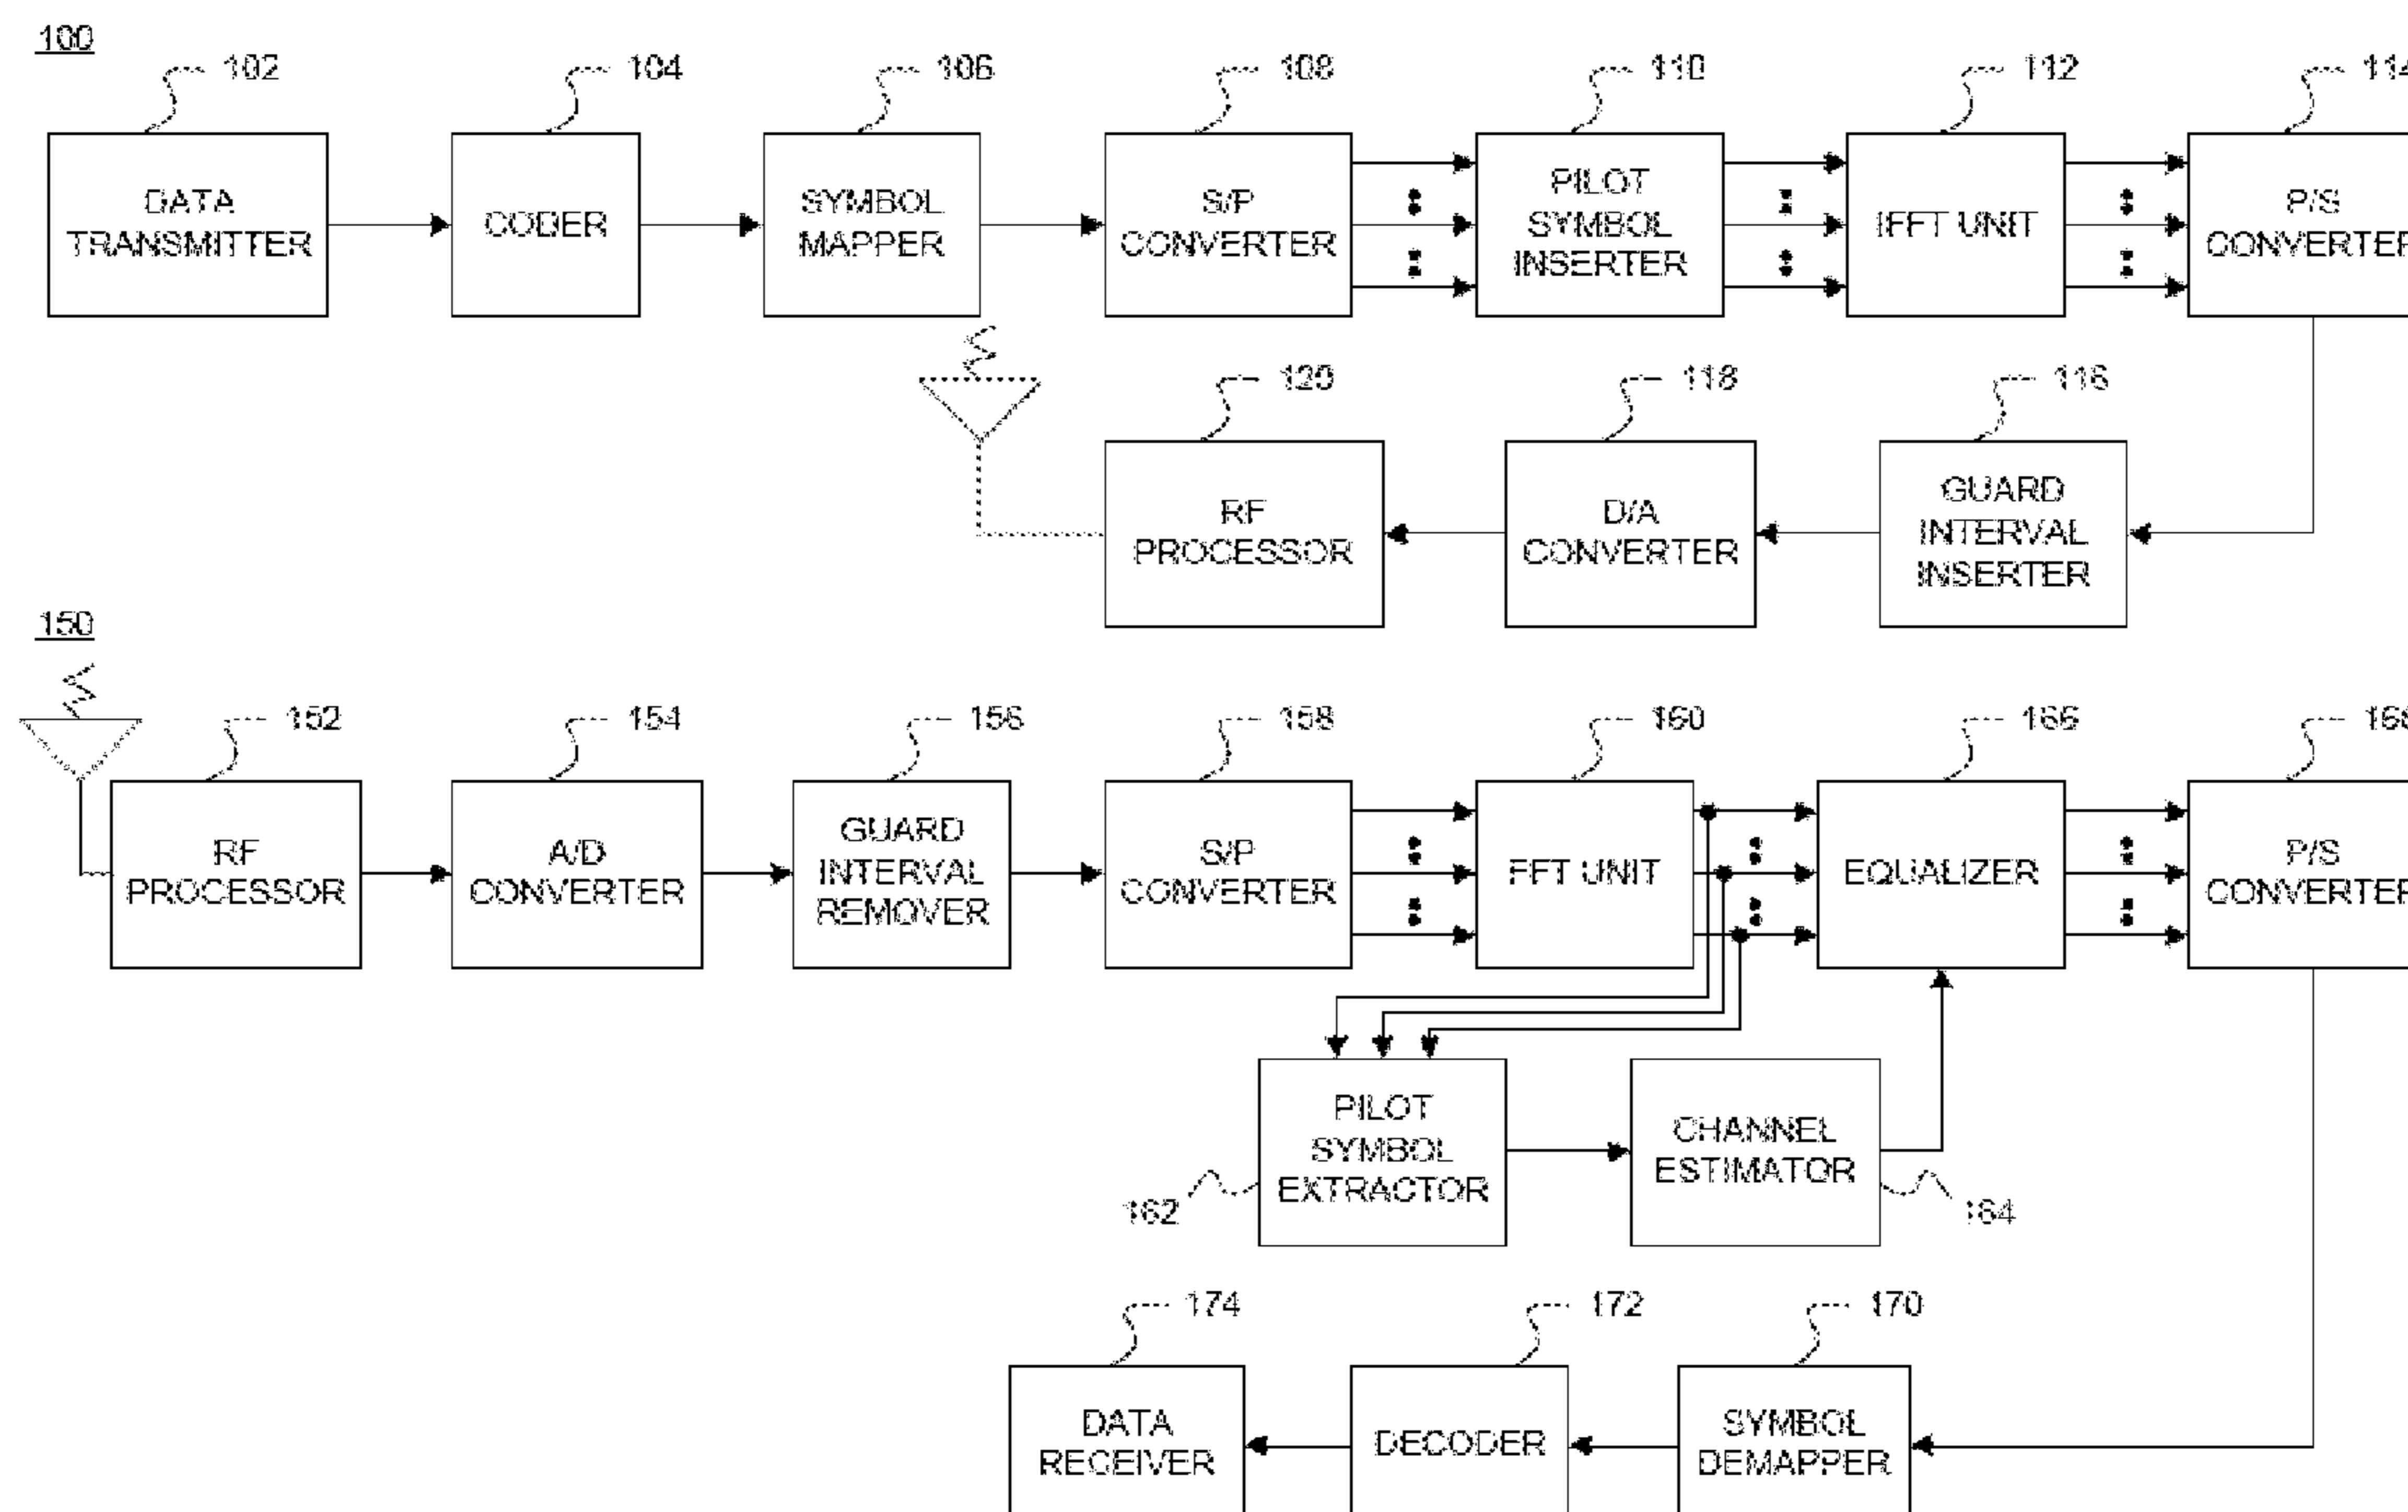 100
102
104
106
108
110
112
DATA
TRANSMITTER
CODER
SYMBOL
MAPPER
S/P
CONVERTER
PILOT
SYMBOL
INSERTER
IFFT UNIT
P/S
120
118
116
RF
PROCESSOR
D/A
CONVERTER
GUARD
INTERVAL
INSERTER
150
152
154
156
158
160
166
RF
PROCESSOR
A/D
CONVERTER
GUARD
INTERVAL
REMOVER
S/P
CONVERTER
FFT UNIT
EQUALIZER
P/S
PILOT
SYMBOL
EXTRACTOR
162
CHANNEL
ESTIMATOR
164
174
172
170
DATA
RECEIVER
DECODER
SYMBOL
DEMAPPER